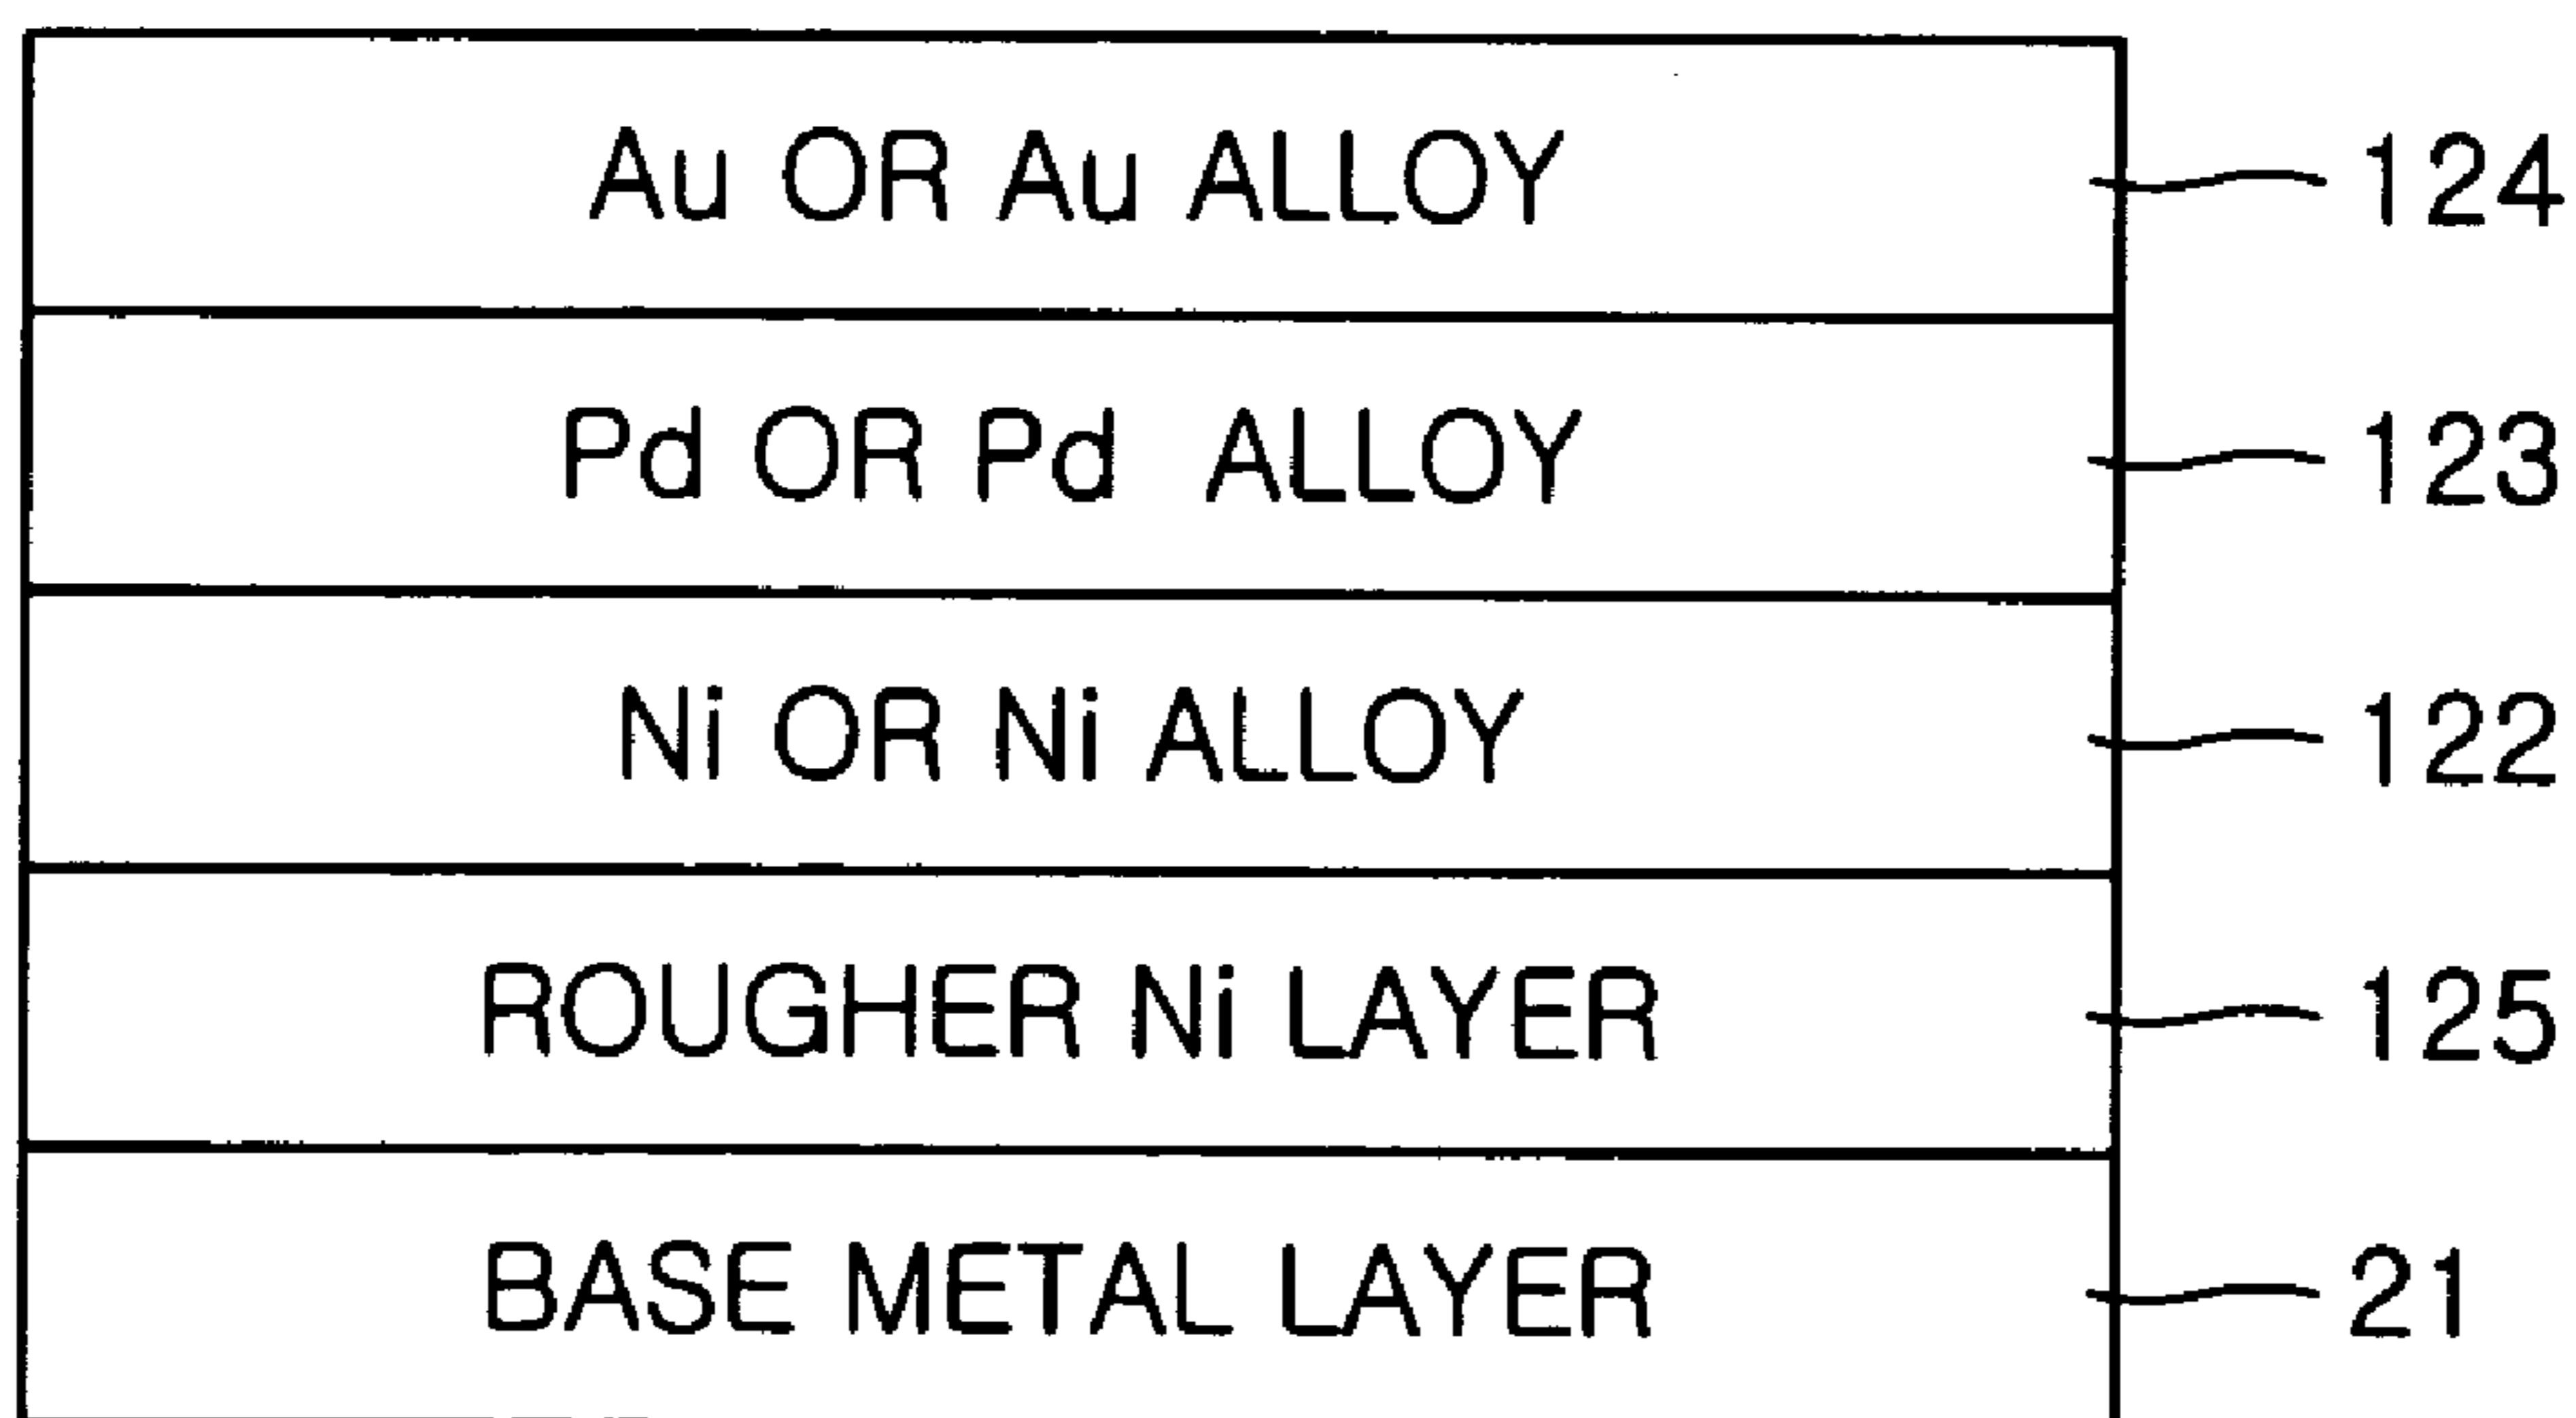 Au OR Au ALLOY 124
Pd OR Pd ALLOY 123
Ni OR Ni ALLOY 122
ROUGHER Ni LAYER 125
BASE METAL LAYER 21